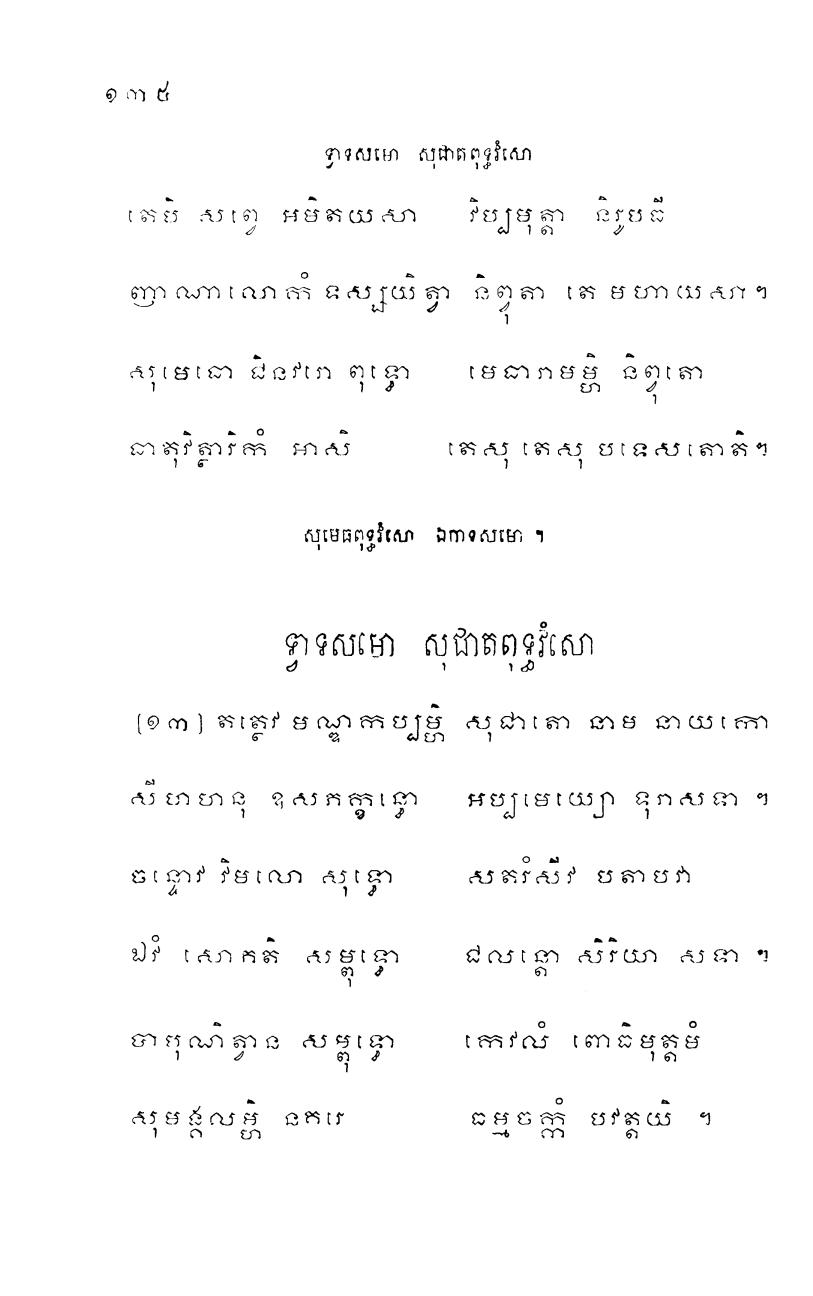 ១៣៥
ទ្វាទសមោ សុជាតពុទ្ធវំសោ
តេបិ សព្វេ អមិតយសា វិប្បមុត្តា និរូបធី
ញាណាលោកំ ទស្សយិត្វា និព្វុតា តេ មហាយសា ។
សុមេធោ ជិនវរោ ពុទ្ធោ មេធារាមម្ហិ និព្វុតោ
ធាតុវិត្ថារិកំ អាសិ តេសុ តេសុ បទេសតោតិ។
សុមេធពុទ្ធវំសោ ឯកាទសមោ ។
ទ្វាទសមោ សុជាតពុទ្ធវំសោ
[១៣] តត្ថេវ មណ្ឌកប្បម្ហិ សុជាតោ នាម នាយកោ
សីហហនុ ឧសភក្ខន្ធោ អប្បមេយ្យោ ទុរាសទោ ។
ចន្ទោវ វិមលោ សុទ្ធោ សតរំសីវ បតាបវា
ឯវំ សោភតិ សម្ពុទ្ធោ ជលន្តោ សិរិយា សទា ។
បាបុណិត្វាន សម្ពុទ្ធោ កេវលំ ពោធិមុត្តមំ
សុមង្គលម្ហិ នគរេ ធម្មចក្កំ បវត្តយិ ។